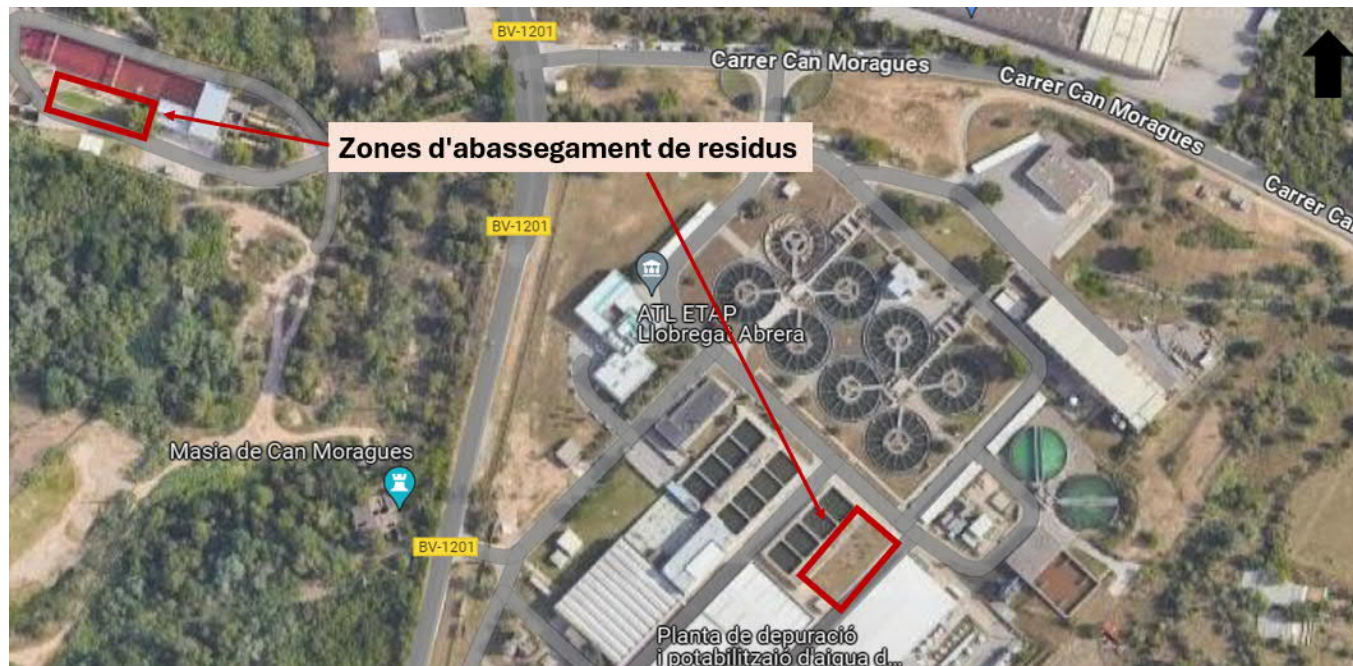 BV-1201
Carrer Can Moragues
Carrer Can Moragues
Carrer Ca
Zones d'abassegament de residus
BV-1201
ATL ETAP
Llobregat Abrera
Masia de Can Moragues
BV-1201
Planta de depuració
i potabilitzaió d'aigua d...